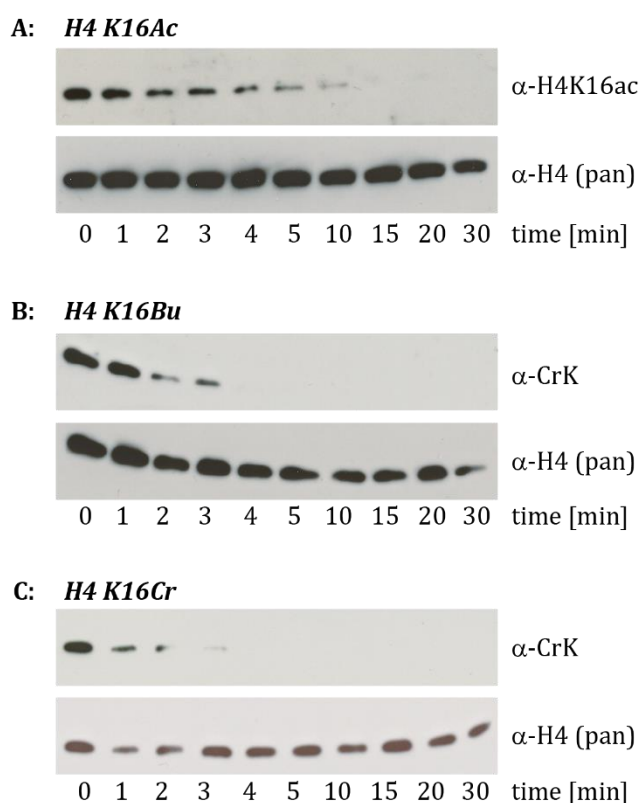 A: H4 K16Ac
α-H4K16ac
α-H4 (pan)
0 1 2 3 4 5 10 15 20 30 time [min]
B: H4 K16Bu
α-CrK
α-H4 (pan)
0 1 2 3 4 5 10 15 20 30 time [min]
C: H4 K16Cr
α-CrK
α-H4 (pan)
0 1 2 3 4 5 10 15 20 30 time [min]